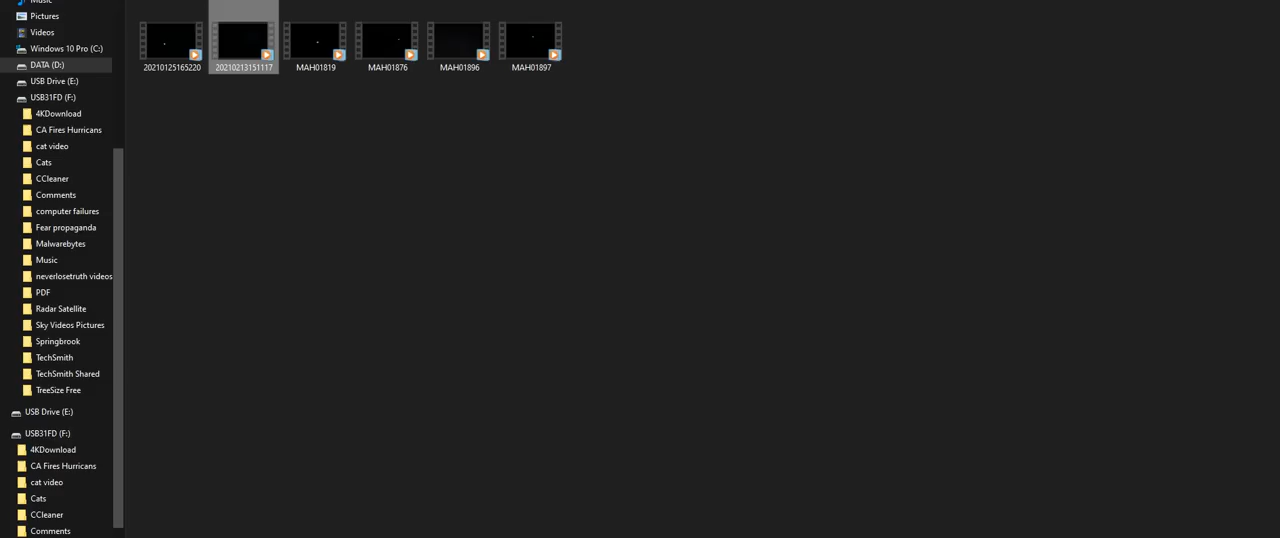 Music
Pictures
Videos
Windows 10 Pro (C:)
DATA (D:)
USB Drive (E:)
USB31FD (F:)
4KDownload
CA Fires Hurricans
cat video
Cats
CCleaner
Comments
computer failures
Fear propaganda
Malwarebytes
Music
neverlosetruth videos
PDF
Radar Satellite
Sky Videos Pictures
Springbrook
TechSmith
TechSmith Shared
TreeSize Free
USB Drive (E:)
USB31FD (F:)
4KDownload
CA Fires Hurricans
cat video
Cats
CCleaner
Comments
20210125165220 20210213151117 MAH01819 MAH01876 MAH01896 MAH01897